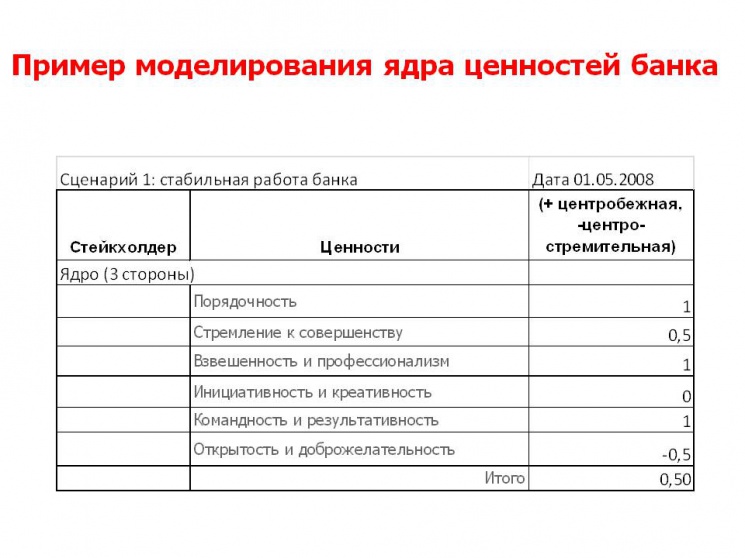 Пример моделирования ядра ценностей банка
Сценарий 1: стабильная работа банка Дата 01.05.2008
Стейкхолдер Ценности (+ центробежная, -центро-стремительная)
Ядро (3 стороны)
Порядочность 1
Стремление к совершенству 0,5
Взвешенность и профессионализм 1
Инициативность и креативность 0
Командность и результативность 1
Открытость и доброжелательность -0,5
Итого 0,50